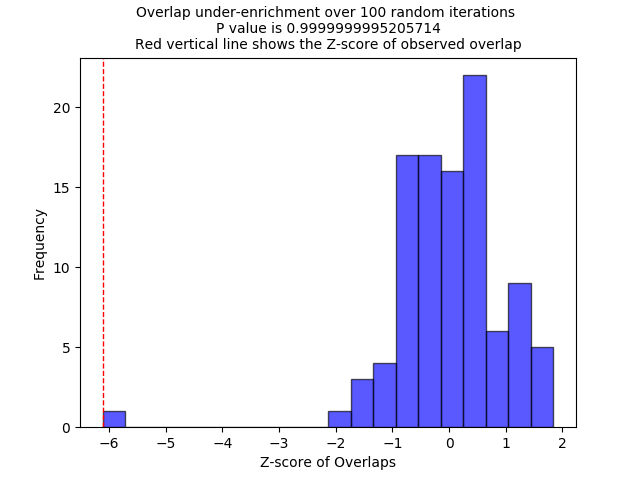 Overlap under-enrichment over 100 random iterations
P value is 0.9999999995205714
Red vertical line shows the Z-score of observed overlap
Frequency
20
15
10
5
0
−6 −5 −4 −3 −2 −1 0 1 2
Z-score of Overlaps